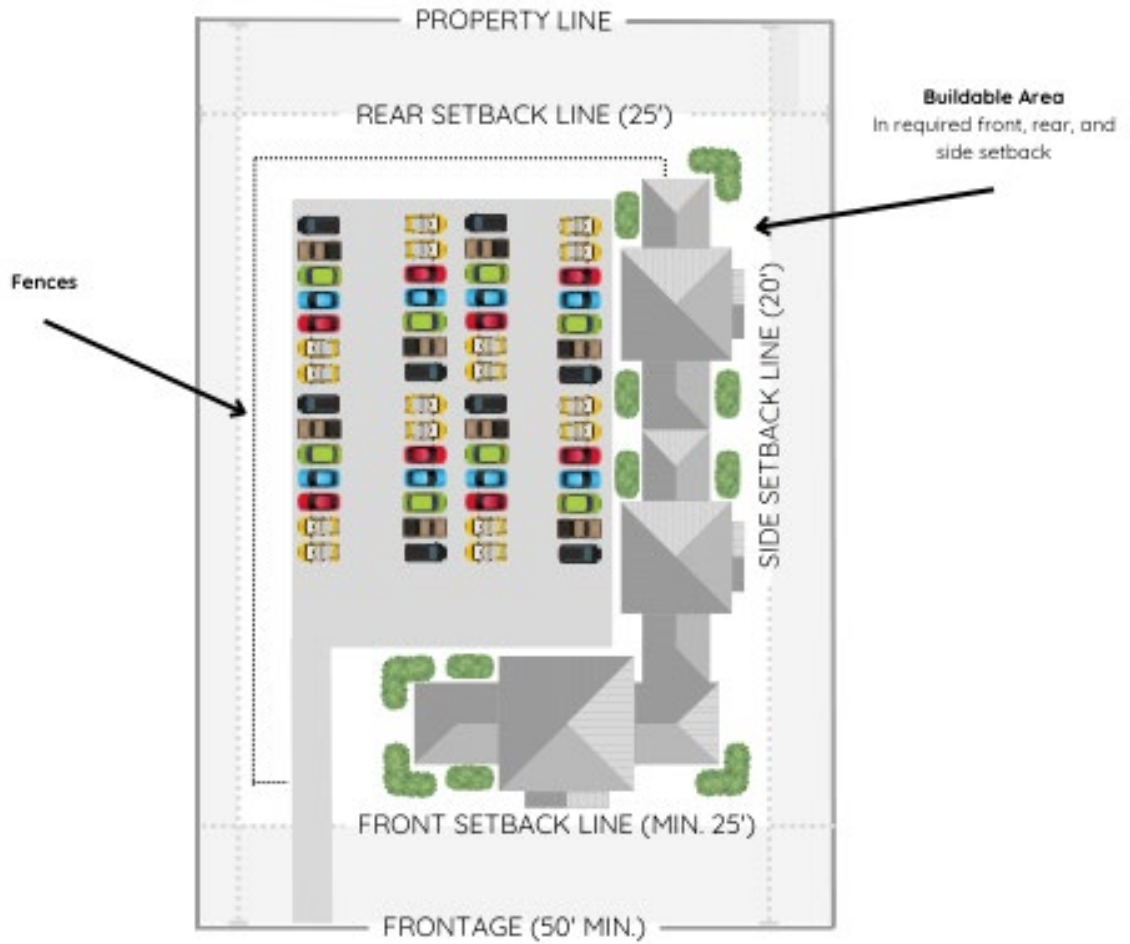 PROPERTY LINE
REAR SETBACK LINE (25')
Buildable Area
In required front, rear, and
side setback
Fences
SIDE SETBACK LINE (20')
FRONT SETBACK LINE (MIN. 25')
FRONTAGE (50' MIN.)